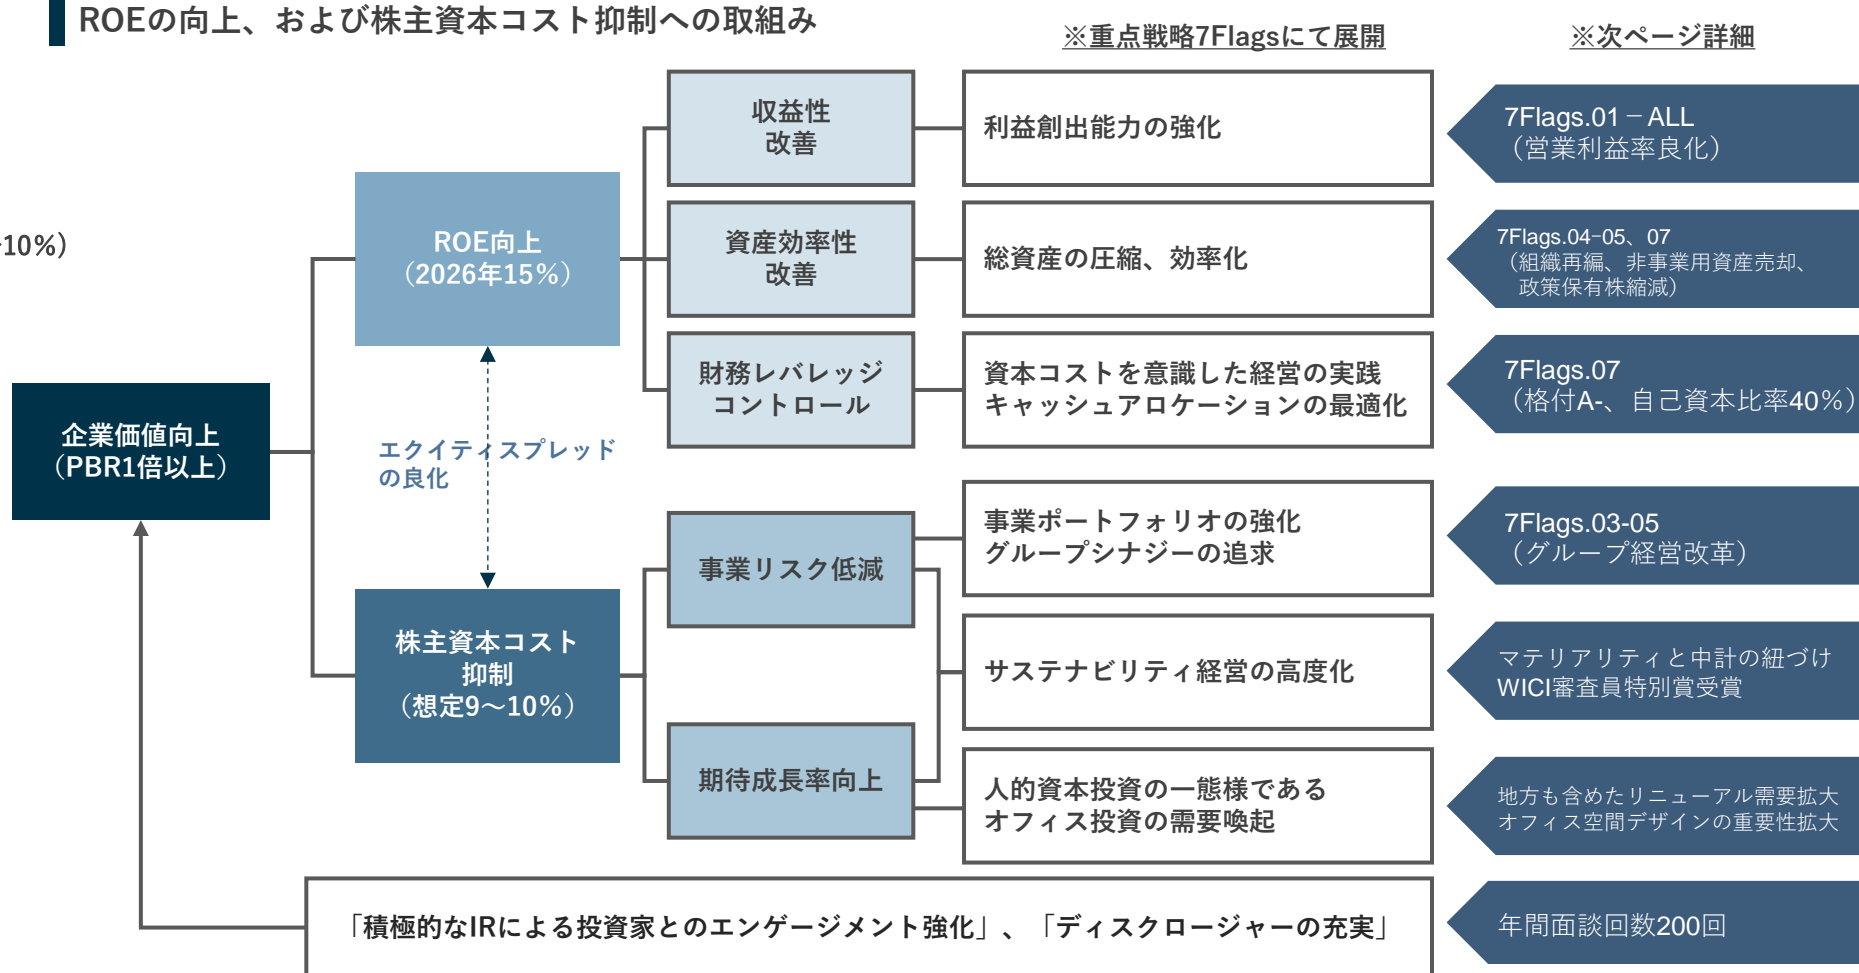 ROEの向上、および株主資本コスト抑制への取組み
※重点戦略7Flagsにて展開
※次ページ詳細
10%）
企業価値向上
（PBR1倍以上）
ROE向上
（2026年15%）
エクイティスプレッド
の良化
株主資本コスト
抑制
（想定9～10%）
収益性
改善
利益創出能力の強化
7Flags.01－ALL
（営業利益率良化）
資産効率性
改善
総資産の圧縮、効率化
7Flags.04-05、07
（組織再編、非事業用資産売却、
政策保有株縮減）
財務レバレッジ
コントロール
資本コストを意識した経営の実践
キャッシュアロケーションの最適化
7Flags.07
（格付A-、自己資本比率40%）
事業リスク低減
事業ポートフォリオの強化
グループシナジーの追求
7Flags.03-05
（グループ経営改革）
サステナビリティ経営の高度化
マテリアリティと中計の紐づけ
WICI審査員特別賞受賞
期待成長率向上
人的資本投資の一態様である
オフィス投資の需要喚起
地方も含めたリニューアル需要拡大
オフィス空間デザインの重要性拡大
「積極的なIRによる投資家とのエンゲージメント強化」、「ディスクロージャーの充実」
年間面談回数200回